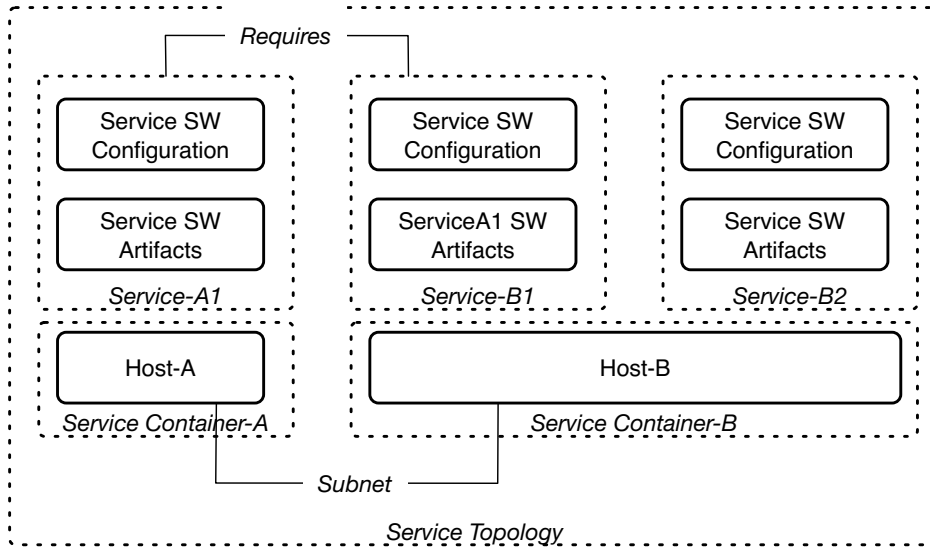 Requires
Service SW
Configuration
Service SW
Artifacts
Service-A1
Service SW
Configuration
ServiceA1 SW
Artifacts
Service-B1
Service SW
Configuration
Service SW
Artifacts
Service-B2
Host-A
Service Container-A
Host-B
Service Container-B
Subnet
Service Topology